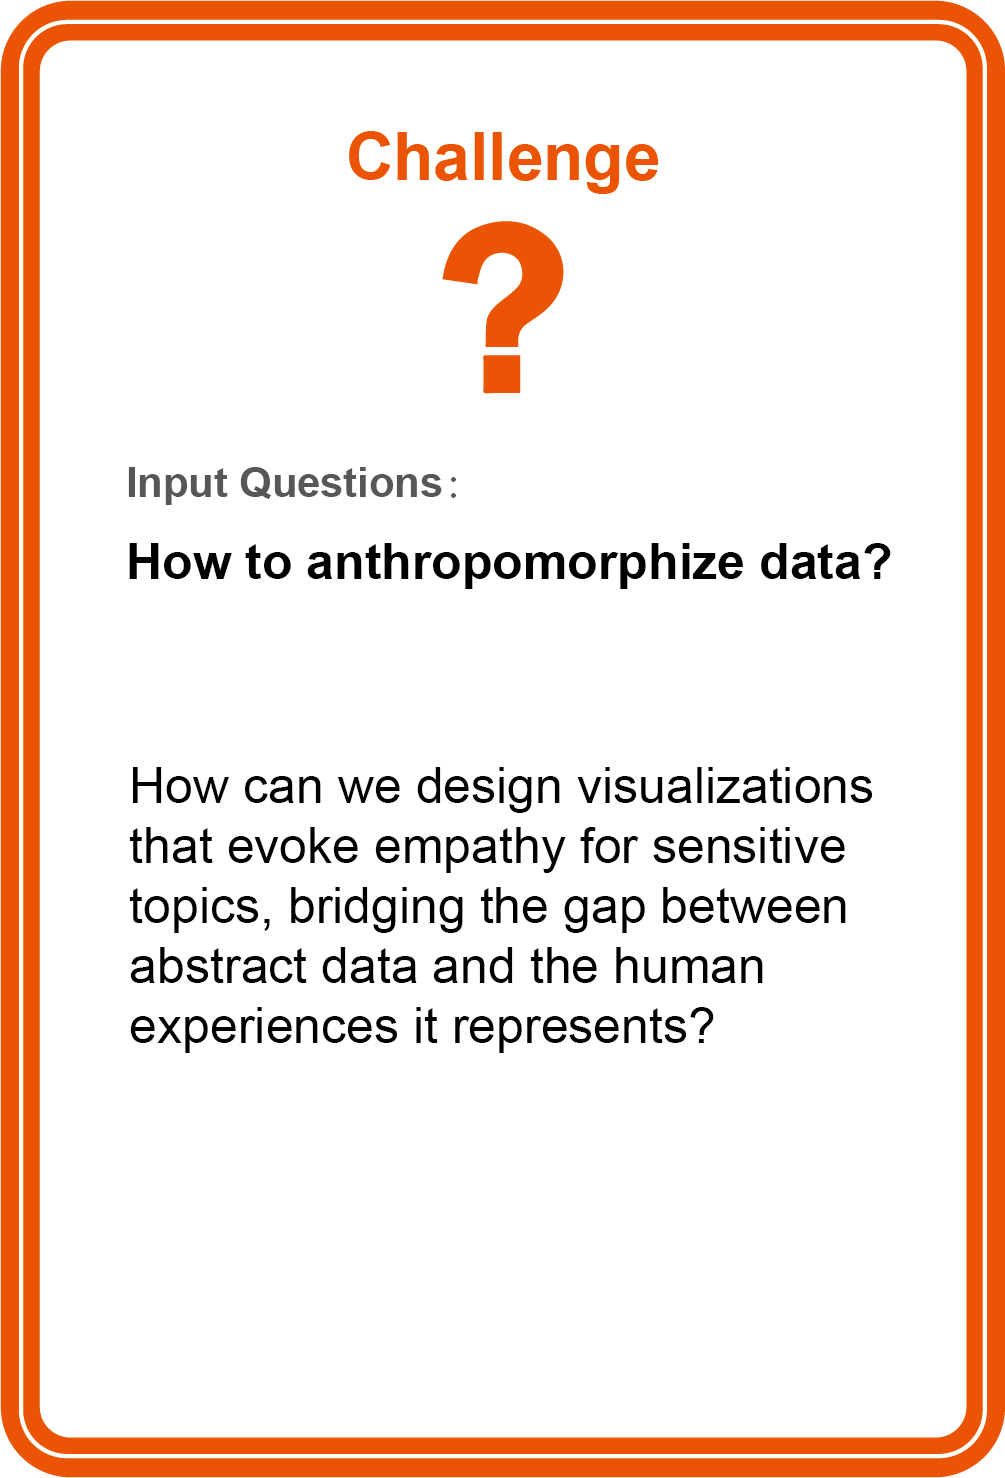 Challenge
?
Input Questions:
How to anthropomorphize data?
How can we design visualizations
that evoke empathy for sensitive
topics, bridging the gap between
abstract data and the human
experiences it represents?